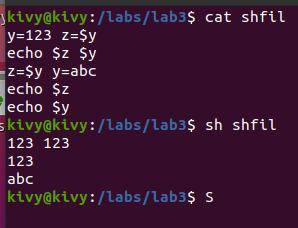 kivy@kivy:/labs/lab3$ cat shfil
y=123 z=$y
echo $z $y
z=$y y=abc
echo $z
echo $y
kivy@kivy:/labs/lab3$ sh shfil
123 123
123
abc
kivy@kivy:/labs/lab3$ S